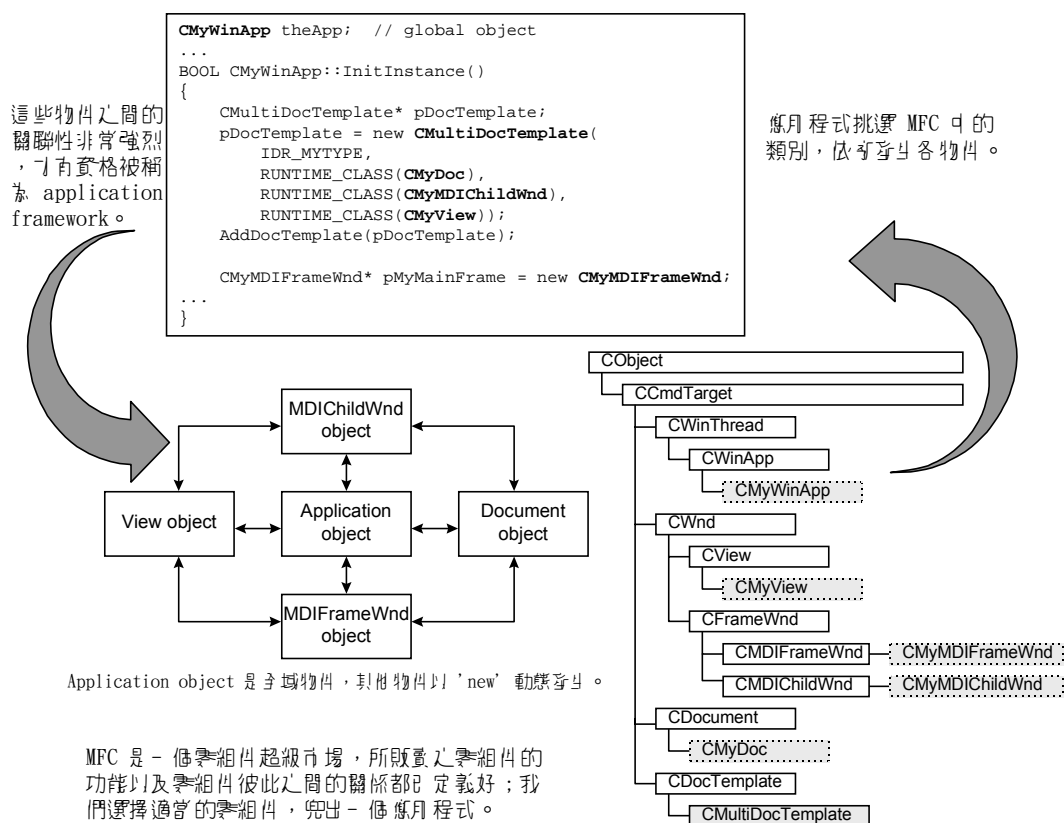 CMyWinApp theApp;  // global object
...
BOOL CMyWinApp::InitInstance()
{
    CMultiDocTemplate* pDocTemplate;
    pDocTemplate = new CMultiDocTemplate(
        IDR_MYTYPE,
        RUNTIME_CLASS(CMyDoc),
        RUNTIME_CLASS(CMyMDIChildWnd),
        RUNTIME_CLASS(CMyView));
    AddDocTemplate(pDocTemplate);
    CMyMDIFrameWnd* pMyMainFrame = new CMyMDIFrameWnd;
...
}
這些物件之間的
關聯性非常強烈
，才有資格被稱
為 application
framework。
應用程式挑選 MFC 中的
類別，依序產生各物件。
MDIChildWnd
object
View object
Application
object
Document
object
MDIFrameWnd
object
Application object 是全域物件，其他物件以 'new' 動態產生。
MFC 是一個零組件超級市場，所販賣之零組件的
功能以及零組件彼此之間的關係都已定義好；我
們選擇適當的零組件，兜出一個應用程式。
CObject
CCmdTarget
CWinThread
CWinApp
CMyWinApp
CWnd
CView
CMyView
CFrameWnd
CMDIFrameWnd
CMyMDIFrameWnd
CMDIChildWnd
CMyMDIChildWnd
CDocument
CMyDoc
CDocTemplate
CMultiDocTemplate